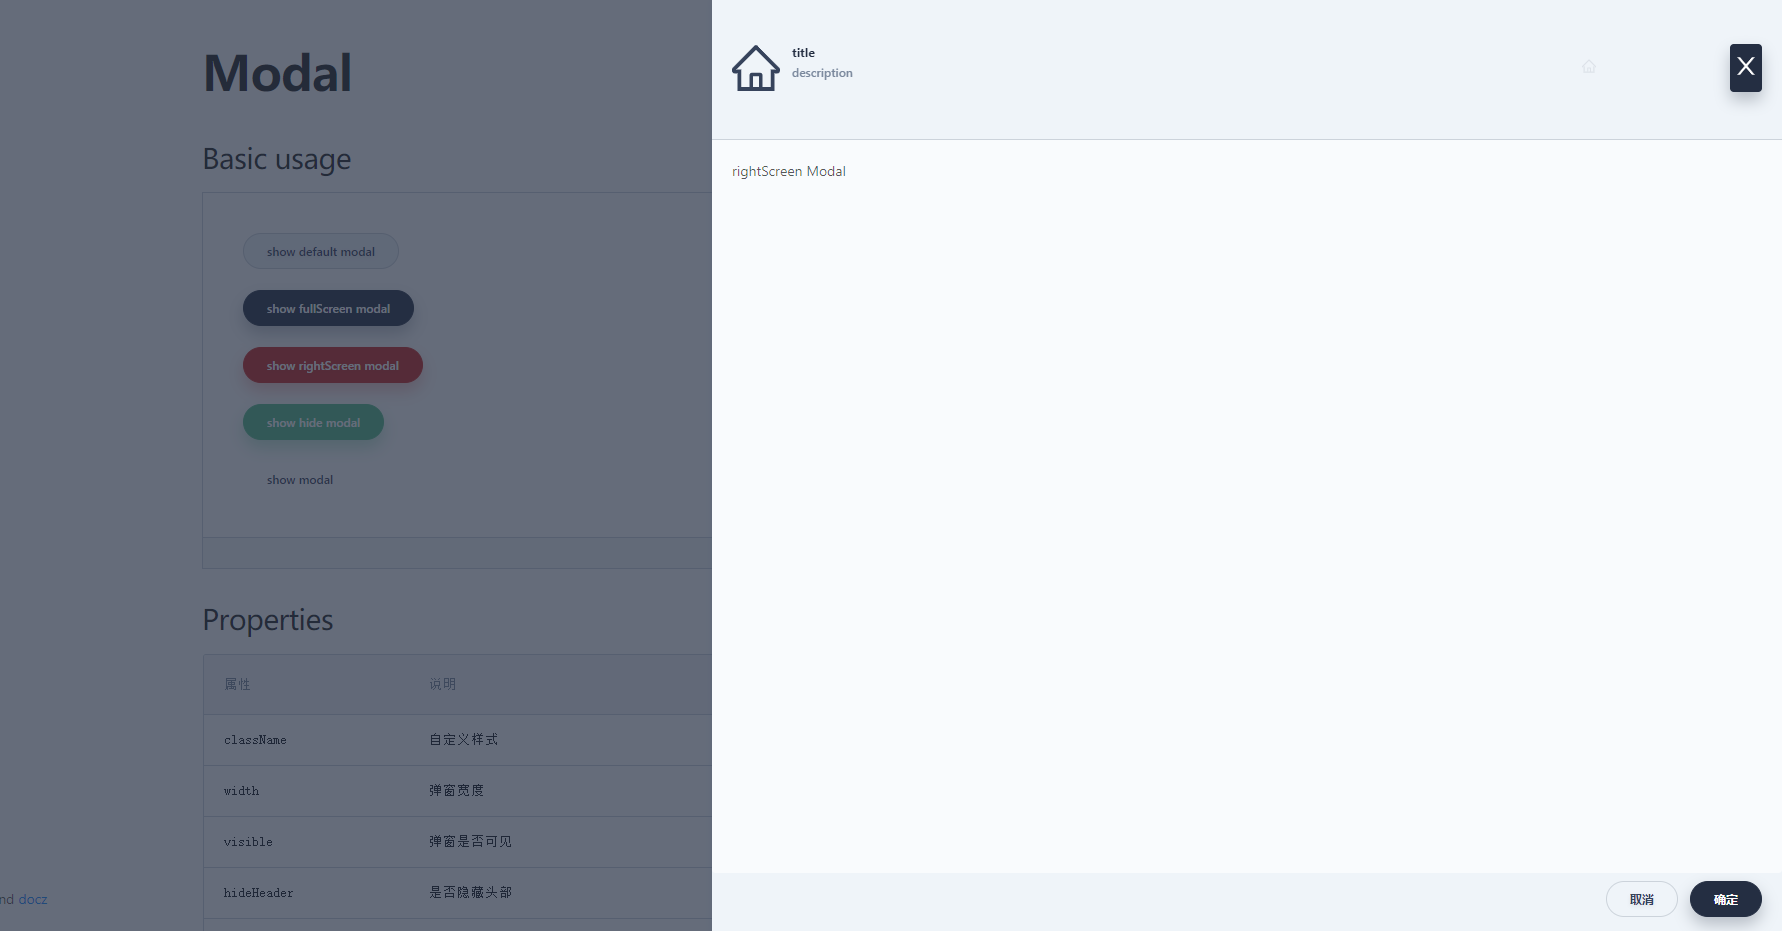 Modal
Basic usage
show default modal
show fullScreen modal
show rightScreen modal
show hide modal
show modal
Properties
属性 说明
className 自定义样式
width 弹窗宽度
visible 弹窗是否可见
hideHeader 是否隐藏头部
nd docz
title
description
X
rightScreen Modal
取消 确定